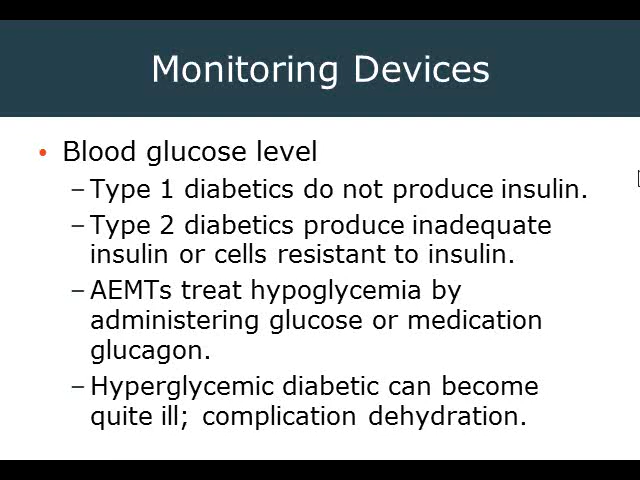 Monitoring Devices
• Blood glucose level
–Type 1 diabetics do not produce insulin.
–Type 2 diabetics produce inadequate
insulin or cells resistant to insulin.
–AEMTs treat hypoglycemia by
administering glucose or medication
glucagon.
–Hyperglycemic diabetic can become
quite ill; complication dehydration.